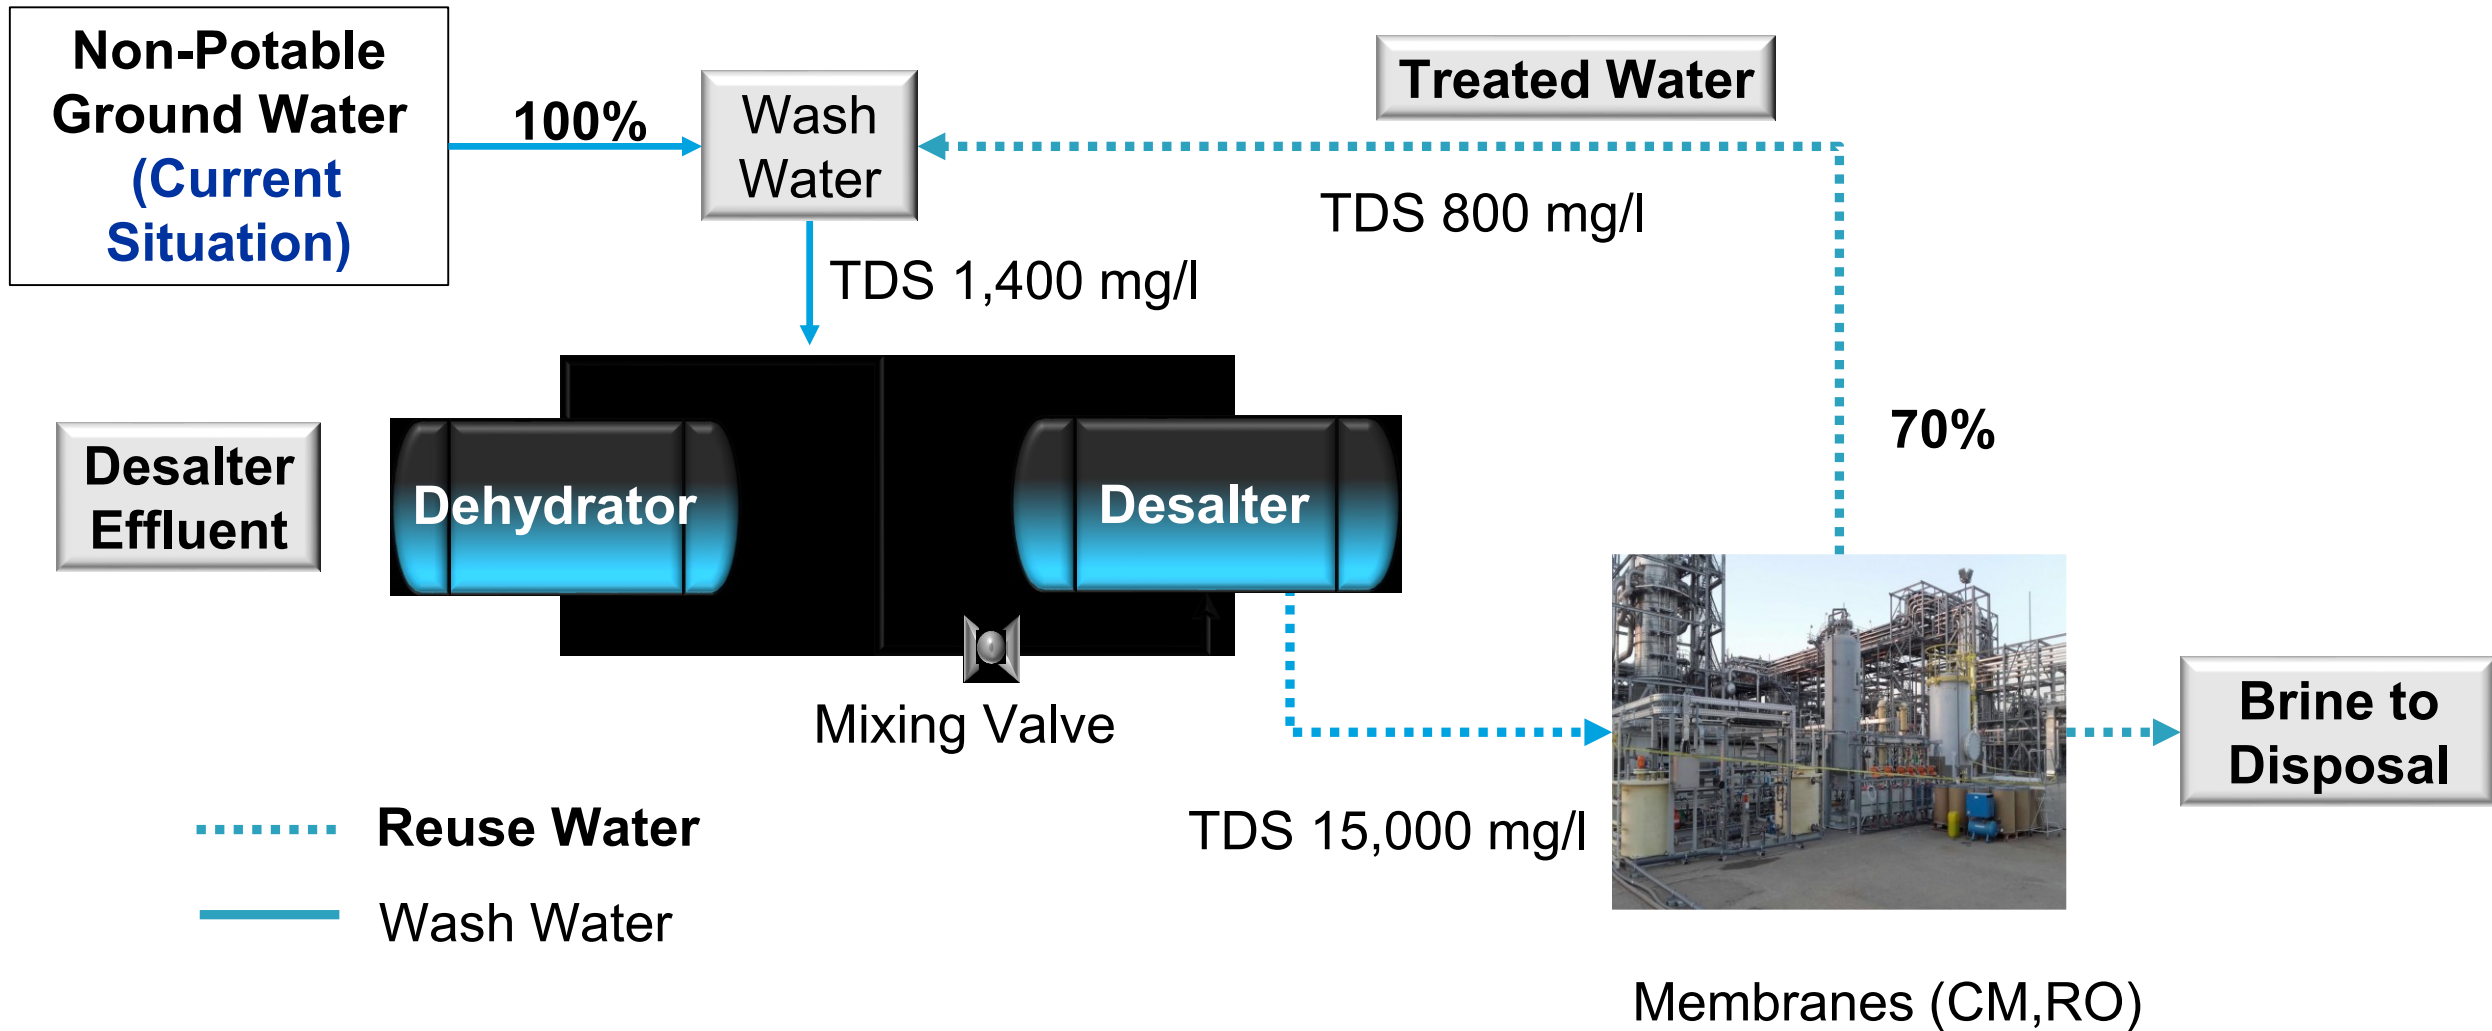 Non-Potable
Ground Water
(Current
Situation)
100%
Wash
Water
Treated Water
TDS 800 mg/l
TDS 1,400 mg/l
70%
Desalter
Effluent
Dehydrator
Desalter
Mixing Valve
Brine to
Disposal
TDS 15,000 mg/l
Reuse Water
Wash Water
Membranes (CM,RO)